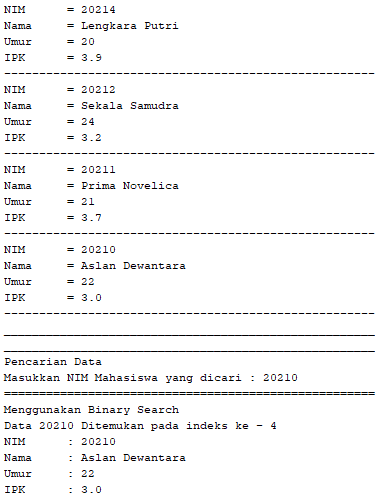 NIM     = 20214
Nama    = Lengkara Putri
Umur    = 20
IPK     = 3.9
-----------------------------------------------------
NIM     = 20212
Nama    = Sekala Samudra
Umur    = 24
IPK     = 3.2
-----------------------------------------------------
NIM     = 20211
Nama    = Prima Novelica
Umur    = 21
IPK     = 3.7
-----------------------------------------------------
NIM     = 20210
Nama    = Aslan Dewantara
Umur    = 22
IPK     = 3.0
-----------------------------------------------------
_____________________________________________________
_____________________________________________________
Pencarian Data
Masukkan NIM Mahasiswa yang dicari : 20210
=====================================================
Menggunakan Binary Search
Data 20210 Ditemukan pada indeks ke - 4
NIM     : 20210
Nama    : Aslan Dewantara
Umur    : 22
IPK     : 3.0